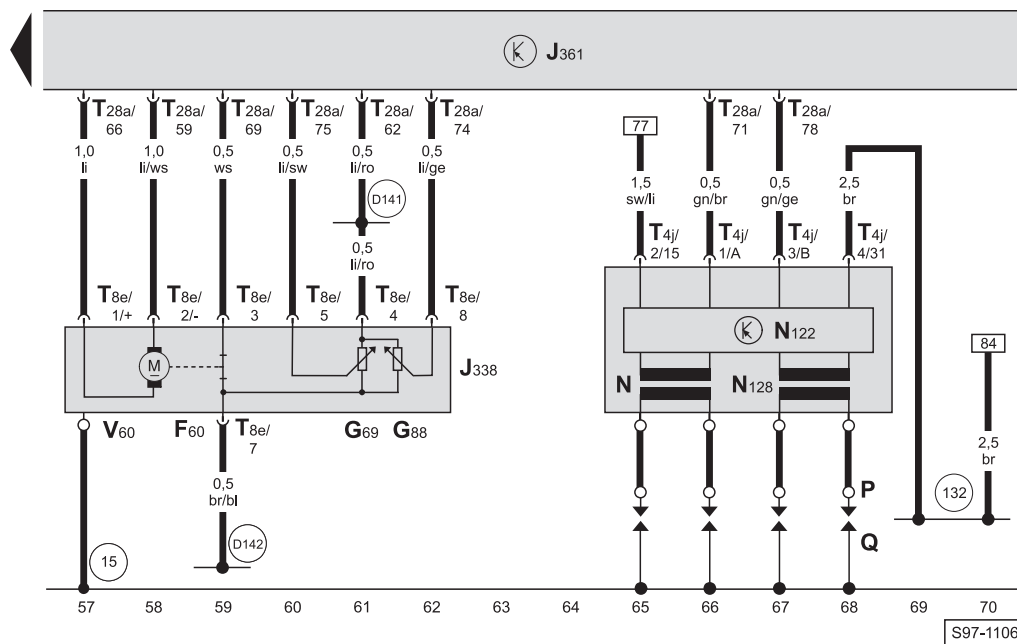 J361
T28a/ T28a/ T28a/ T28a/ T28a/ T28a/ T28a/ T28a/
66 59 69 75 62 74 71 78
77
1,0 1,0 0,5 0,5 0,5 0,5 1,5 0,5 0,5 2,5
li li/ws ws li/sw li/ro li/ge sw/li gn/br gn/ge br
D141
0,5
li/ro
T4j/ T4j/ T4j/ T4j/
2/15 1/A 3/B 4/31
T8e/ T8e/ T8e/ T8e/ T8e/ T8e/
1/+ 2/- 3 5 4 8
N122
84
M
J338
N N128
V60 F60 T8e/ G69 G88
7
2,5
br
0,5
br/bl
P
132
Q
D142
15
57 58 59 60 61 62 63 64 65 66 67 68 69 70
S97-1106